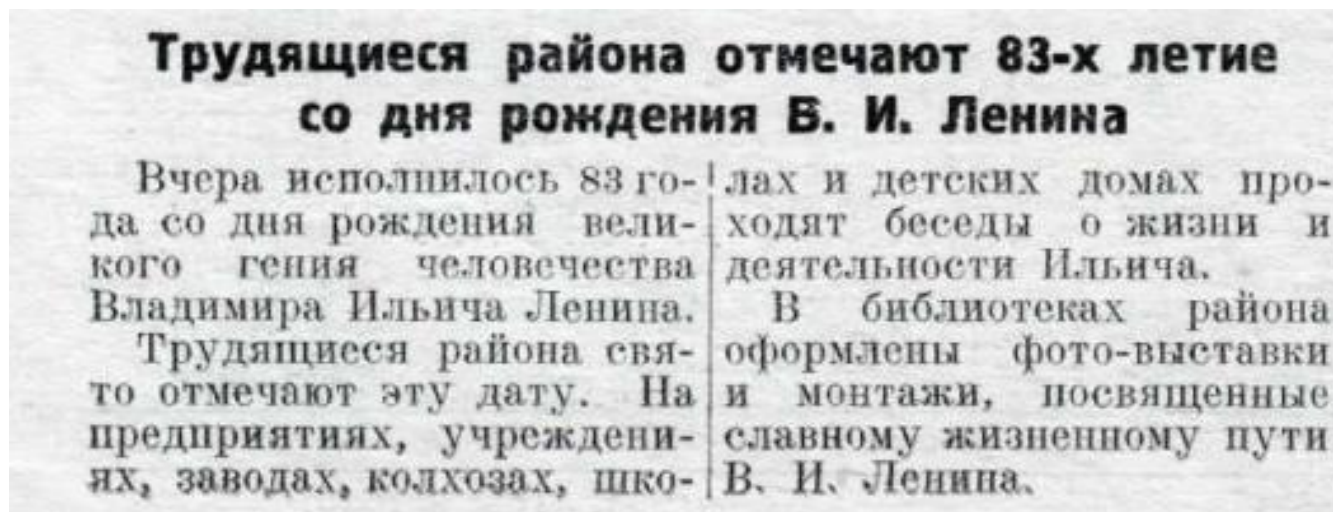 Трудящиеся района отмечают 83-х летие
со дня рождения В. И. Ленина
Вчера исполнилось 83 го-
да со дня рождения вели-
кого гения человечества
Владимира Ильича Ленина.
Трудящиеся района свя-
то отмечают эту дату. На
предприятиях, учреждени-
ях, заводах, колхозах, шко-
лах и детских домах про-
ходят беседы о жизни и
деятельности Ильича.
В библиотеках района
оформлены фото-выставки
и монтажи, посвященные
славному жизненному пути
В. И. Ленина.